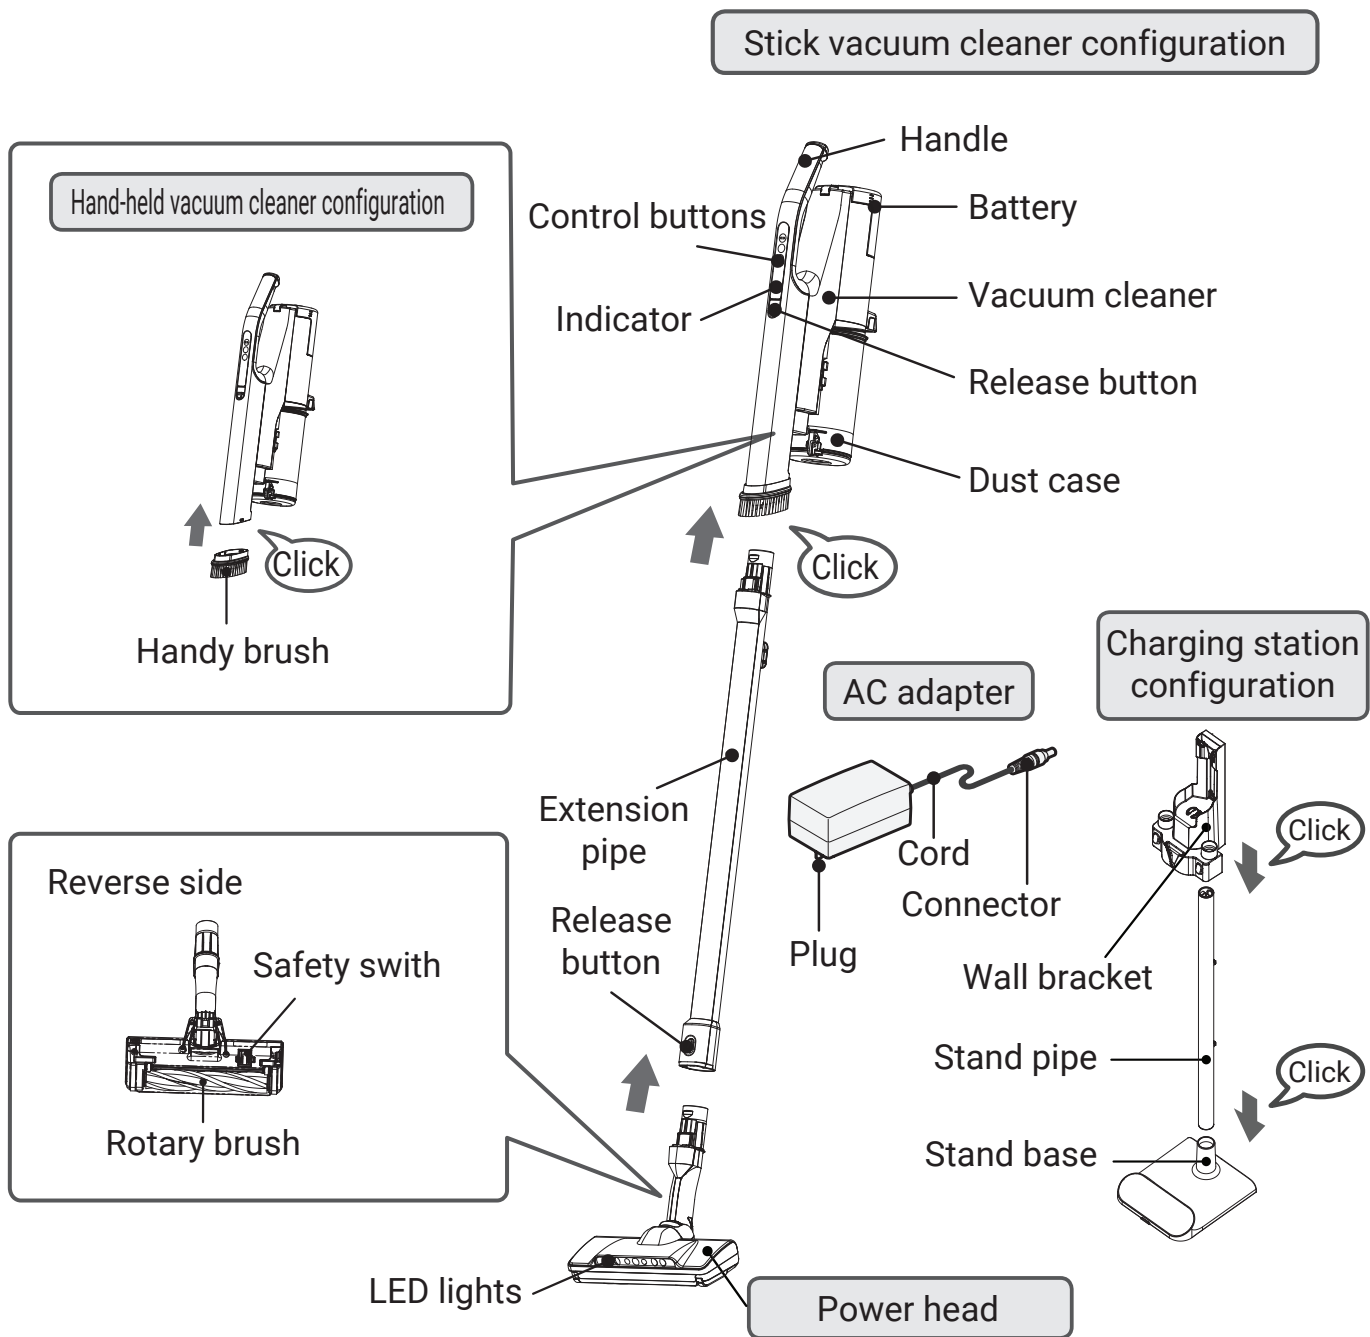 Stick vacuum cleaner configuration
Handle
Hand-held vacuum cleaner configuration
Control buttons
Battery
Indicator
Vacuum cleaner
Release button
Dust case
Click
Click
Handy brush
Charging station
configuration
AC adapter
Extension
pipe
Cord
Click
Connector
Reverse side
Release
button
Plug
Wall bracket
Safety swith
Stand pipe
Click
Rotary brush
Stand base
LED lights
Power head